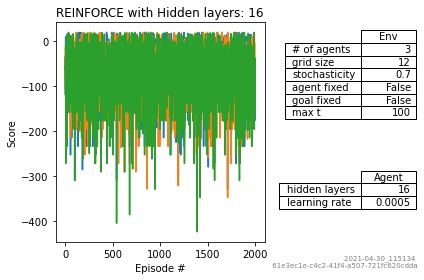 REINFORCE with Hidden layers: 16
0
−100
−200
−300
−400
Score
0 500 1000 1500 2000
Episode #
Env
# of agents 3
grid size 12
stochasticity 0.7
agent fixed False
goal fixed False
max t 100
Agent
hidden layers 16
learning rate 0.0005
2021-04-30_115134
61e3ec1e-c4c2-41f4-a507-721fc620cdda